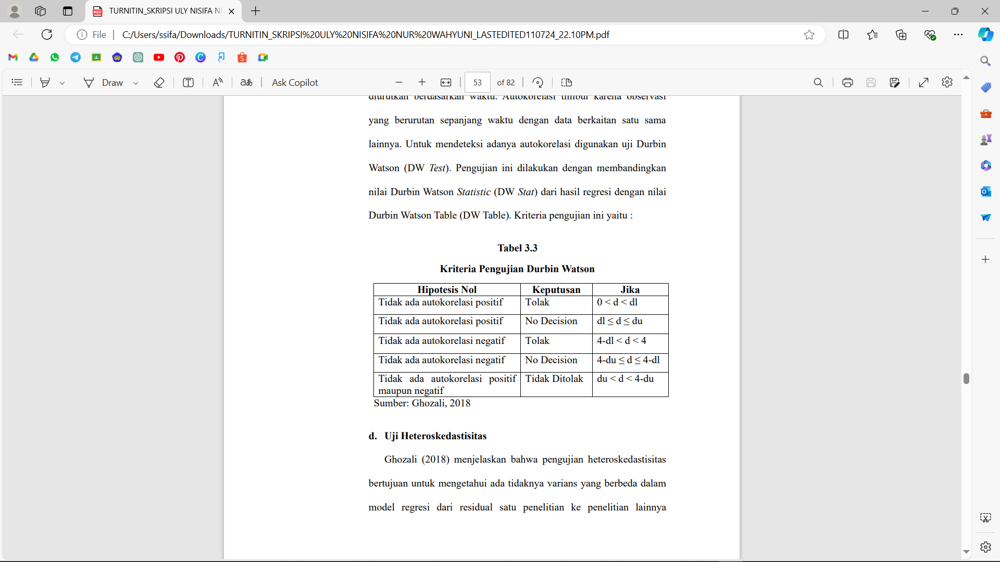 TURNITIN_SKRIPSI ULY NISIFA N
File
C:/Users/ssifa/Downloads/TURNITIN_SKRIPSI%20ULY%20NISIFA%20NUR%20WAHYUNI_LASTEDITED110724_22.10PM.pdf
Draw
Ask Copilot
53 of 82
diurutkan berdasarkan waktu. Autokorelasi timbul karena observasi
yang berurutan sepanjang waktu dengan data berkaitan satu sama
lainnya. Untuk mendeteksi adanya autokorelasi digunakan uji Durbin
Watson (DW Test). Pengujian ini dilakukan dengan membandingkan
nilai Durbin Watson Statistic (DW Stat) dari hasil regresi dengan nilai
Durbin Watson Table (DW Table). Kriteria pengujian ini yaitu :
Tabel 3.3
Kriteria Pengujian Durbin Watson
Hipotesis Nol Keputusan Jika
Tidak ada autokorelasi positif Tolak 0 < d < dl
Tidak ada autokorelasi positif No Decision dl ≤ d ≤ du
Tidak ada autokorelasi negatif Tolak 4-dl < d < 4
Tidak ada autokorelasi negatif No Decision 4-du ≤ d ≤ 4-dl
Tidak ada autokorelasi positif Tidak Ditolak du < d < 4-du
maupun negatif
Sumber: Ghozali, 2018
d. Uji Heteroskedastisitas
Ghozali (2018) menjelaskan bahwa pengujian heteroskedastisitas
bertujuan untuk mengetahui ada tidaknya varians yang berbeda dalam
model regresi dari residual satu penelitian ke penelitian lainnya